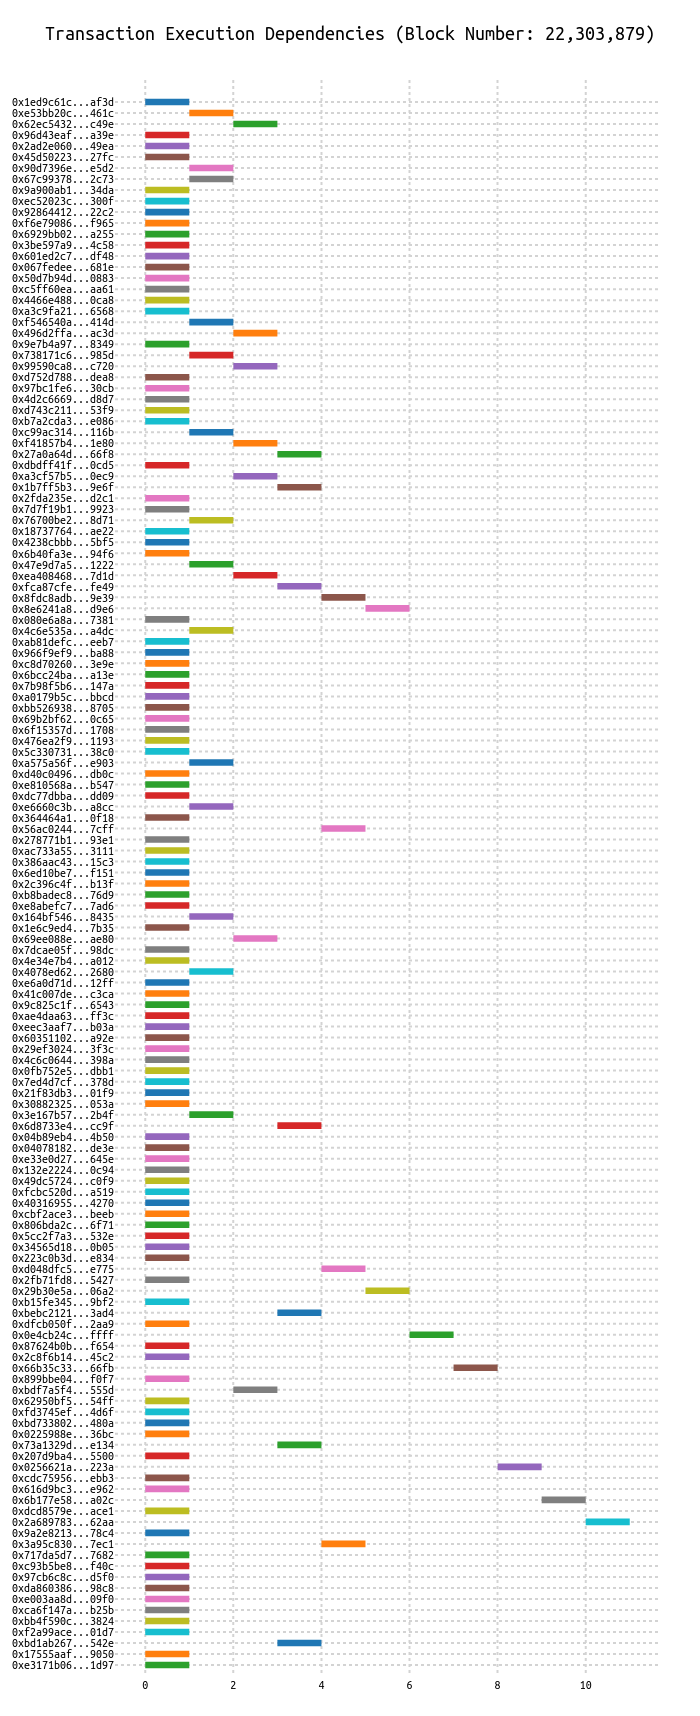 Transaction Execution Dependencies (Block Number: 22,303,879)
0x1ed9c61c...af3d
0xe53bb20c...461c
0x62ec5432...c49e
0x96d43eaf...a39e
0x2ad2e060...49ea
0x45d50223...27fc
0x90d7396e...e5d2
0x67c99378...2c73
0x9a900ab1...34da
0xec52023c...300f
0x92864412...22c2
0xf6e79086...f965
0x6929bb02...a255
0x3be597a9...4c58
0x601ed2c7...df48
0x067fedee...681e
0x50d7b94d...0883
0xc5ff60ea...aa61
0x4466e488...0ca8
0xa3c9fa21...6568
0xf546540a...414d
0x496d2ffa...ac3d
0x9e7b4a97...8349
0x738171c6...985d
0x99590ca8...c720
0xd752d788...dea8
0x97bc1fe6...30cb
0x4d2c6669...d8d7
0xd743c211...53f9
0xb7a2cda3...e086
0xc99ac314...116b
0xf41857b4...1e80
0x27a0a64d...66f8
0xdbdff41f...0cd5
0xa3cf57b5...0ec9
0x1b7ff5b3...9e6f
0x2fda235e...d2c1
0x7d7f19b1...9923
0x76700be2...8d71
0x18737764...ae22
0x4238cbbb...5bf5
0x6b40fa3e...94f6
0x47e9d7a5...1222
0xea408468...7d1d
0xfca87cfe...fe49
0x8fdc8adb...9e39
0x8e6241a8...d9e6
0x080e6a8a...7381
0x4c6e535a...a4dc
0xab81defc...eeb7
0x966f9ef9...ba88
0xc8d70260...3e9e
0x6bcc24ba...a13e
0x7b98f5b6...147a
0xa0179b5c...bbcd
0xbb526938...8705
0x69b2bf62...0c65
0x6f15357d...1708
0x476ea2f9...1193
0x5c330731...38c0
0xa575a56f...e903
0xd40c0496...db0c
0xe810568a...b547
0xdc77dbba...dd09
0xe6660c3b...a8cc
0x364464a1...0f18
0x56ac0244...7cff
0x278771b1...93e1
0xac733a55...3111
0x386aac43...15c3
0x6ed10be7...f151
0x2c396c4f...b13f
0xb8badec8...76d9
0xe8abefc7...7ad6
0x164bf546...8435
0x1e6c9ed4...7b35
0x69ee088e...ae80
0x7dcae05f...98dc
0x4e34e7b4...a012
0x4078ed62...2680
0xe6a0d71d...12ff
0x41c007de...c3ca
0x9c825c1f...6543
0xae4daa63...ff3c
0xeec3aaf7...b03a
0x60351102...a92e
0x29ef3024...3f3c
0x4c6c0644...398a
0x0fb752e5...dbb1
0x7ed4d7cf...378d
0x21f83db3...01f9
0x30882325...053a
0x3e167b57...2b4f
0x6d8733e4...cc9f
0x04b89eb4...4b50
0x04078182...de3e
0xe33e0d27...645e
0x132e2224...0c94
0x49dc5724...c0f9
0xfcbc520d...a519
0x40316955...4270
0xcbf2ace3...beeb
0x806bda2c...6f71
0x5cc2f7a3...532e
0x34565d18...0b05
0x223c0b3d...e834
0xd048dfc5...e775
0x2fb71fd8...5427
0x29b30e5a...06a2
0xb15fe345...9bf2
0xbebc2121...3ad4
0xdfcb050f...2aa9
0x0e4cb24c...ffff
0x87624b0b...f654
0x2c8f6b14...45c2
0x66b35c33...66fb
0x899bbe04...f0f7
0xbdf7a5f4...555d
0x62950bf5...54ff
0xfd3745ef...4d6f
0xbd733802...480a
0x0225988e...36bc
0x73a1329d...e134
0x207d9ba4...5500
0x0256621a...223a
0xcdc75956...ebb3
0x616d9bc3...e962
0x6b177e58...a02c
0xdcd8579e...ace1
0x2a689783...62aa
0x9a2e8213...78c4
0x3a95c830...7ec1
0x717da5d7...7682
0xc93b5be8...f40c
0x97cb6c8c...d5f0
0xda860386...98c8
0xe003aa8d...09f0
0xca6f147a...b25b
0xbb4f590c...3824
0xf2a99ace...01d7
0xbd1ab267...542e
0x17555aaf...9050
0xe3171b06...1d97
0 2 4 6 8 10